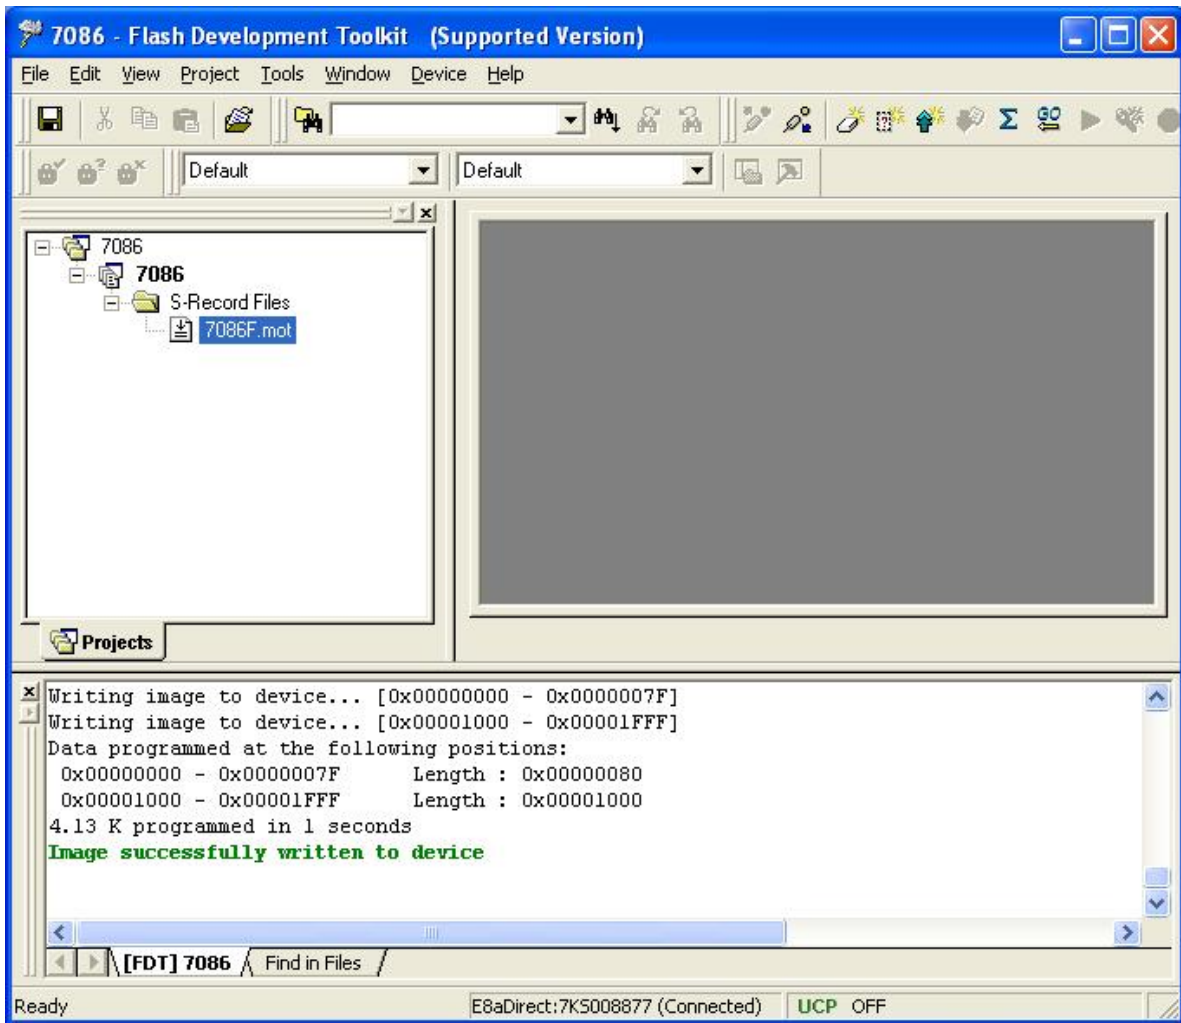 7086 - Flash Development Toolkit (Supported Version)
File Edit View Project Tools Window Device Help
GO
Default Default
7086
7086
S-Record Files
7086F.mot
Projects
Writing image to device... [0x00000000 - 0x0000007F]
Writing image to device... [0x00001000 - 0x00001FFF]
Data programmed at the following positions:
0x00000000 - 0x0000007F Length : 0x00000080
0x00001000 - 0x00001FFF Length : 0x00001000
4.13 K programmed in 1 seconds
Image successfully written to device
[FDT] 7086 Find in Files
Ready E8aDirect:7KS008877 (Connected) UCP OFF